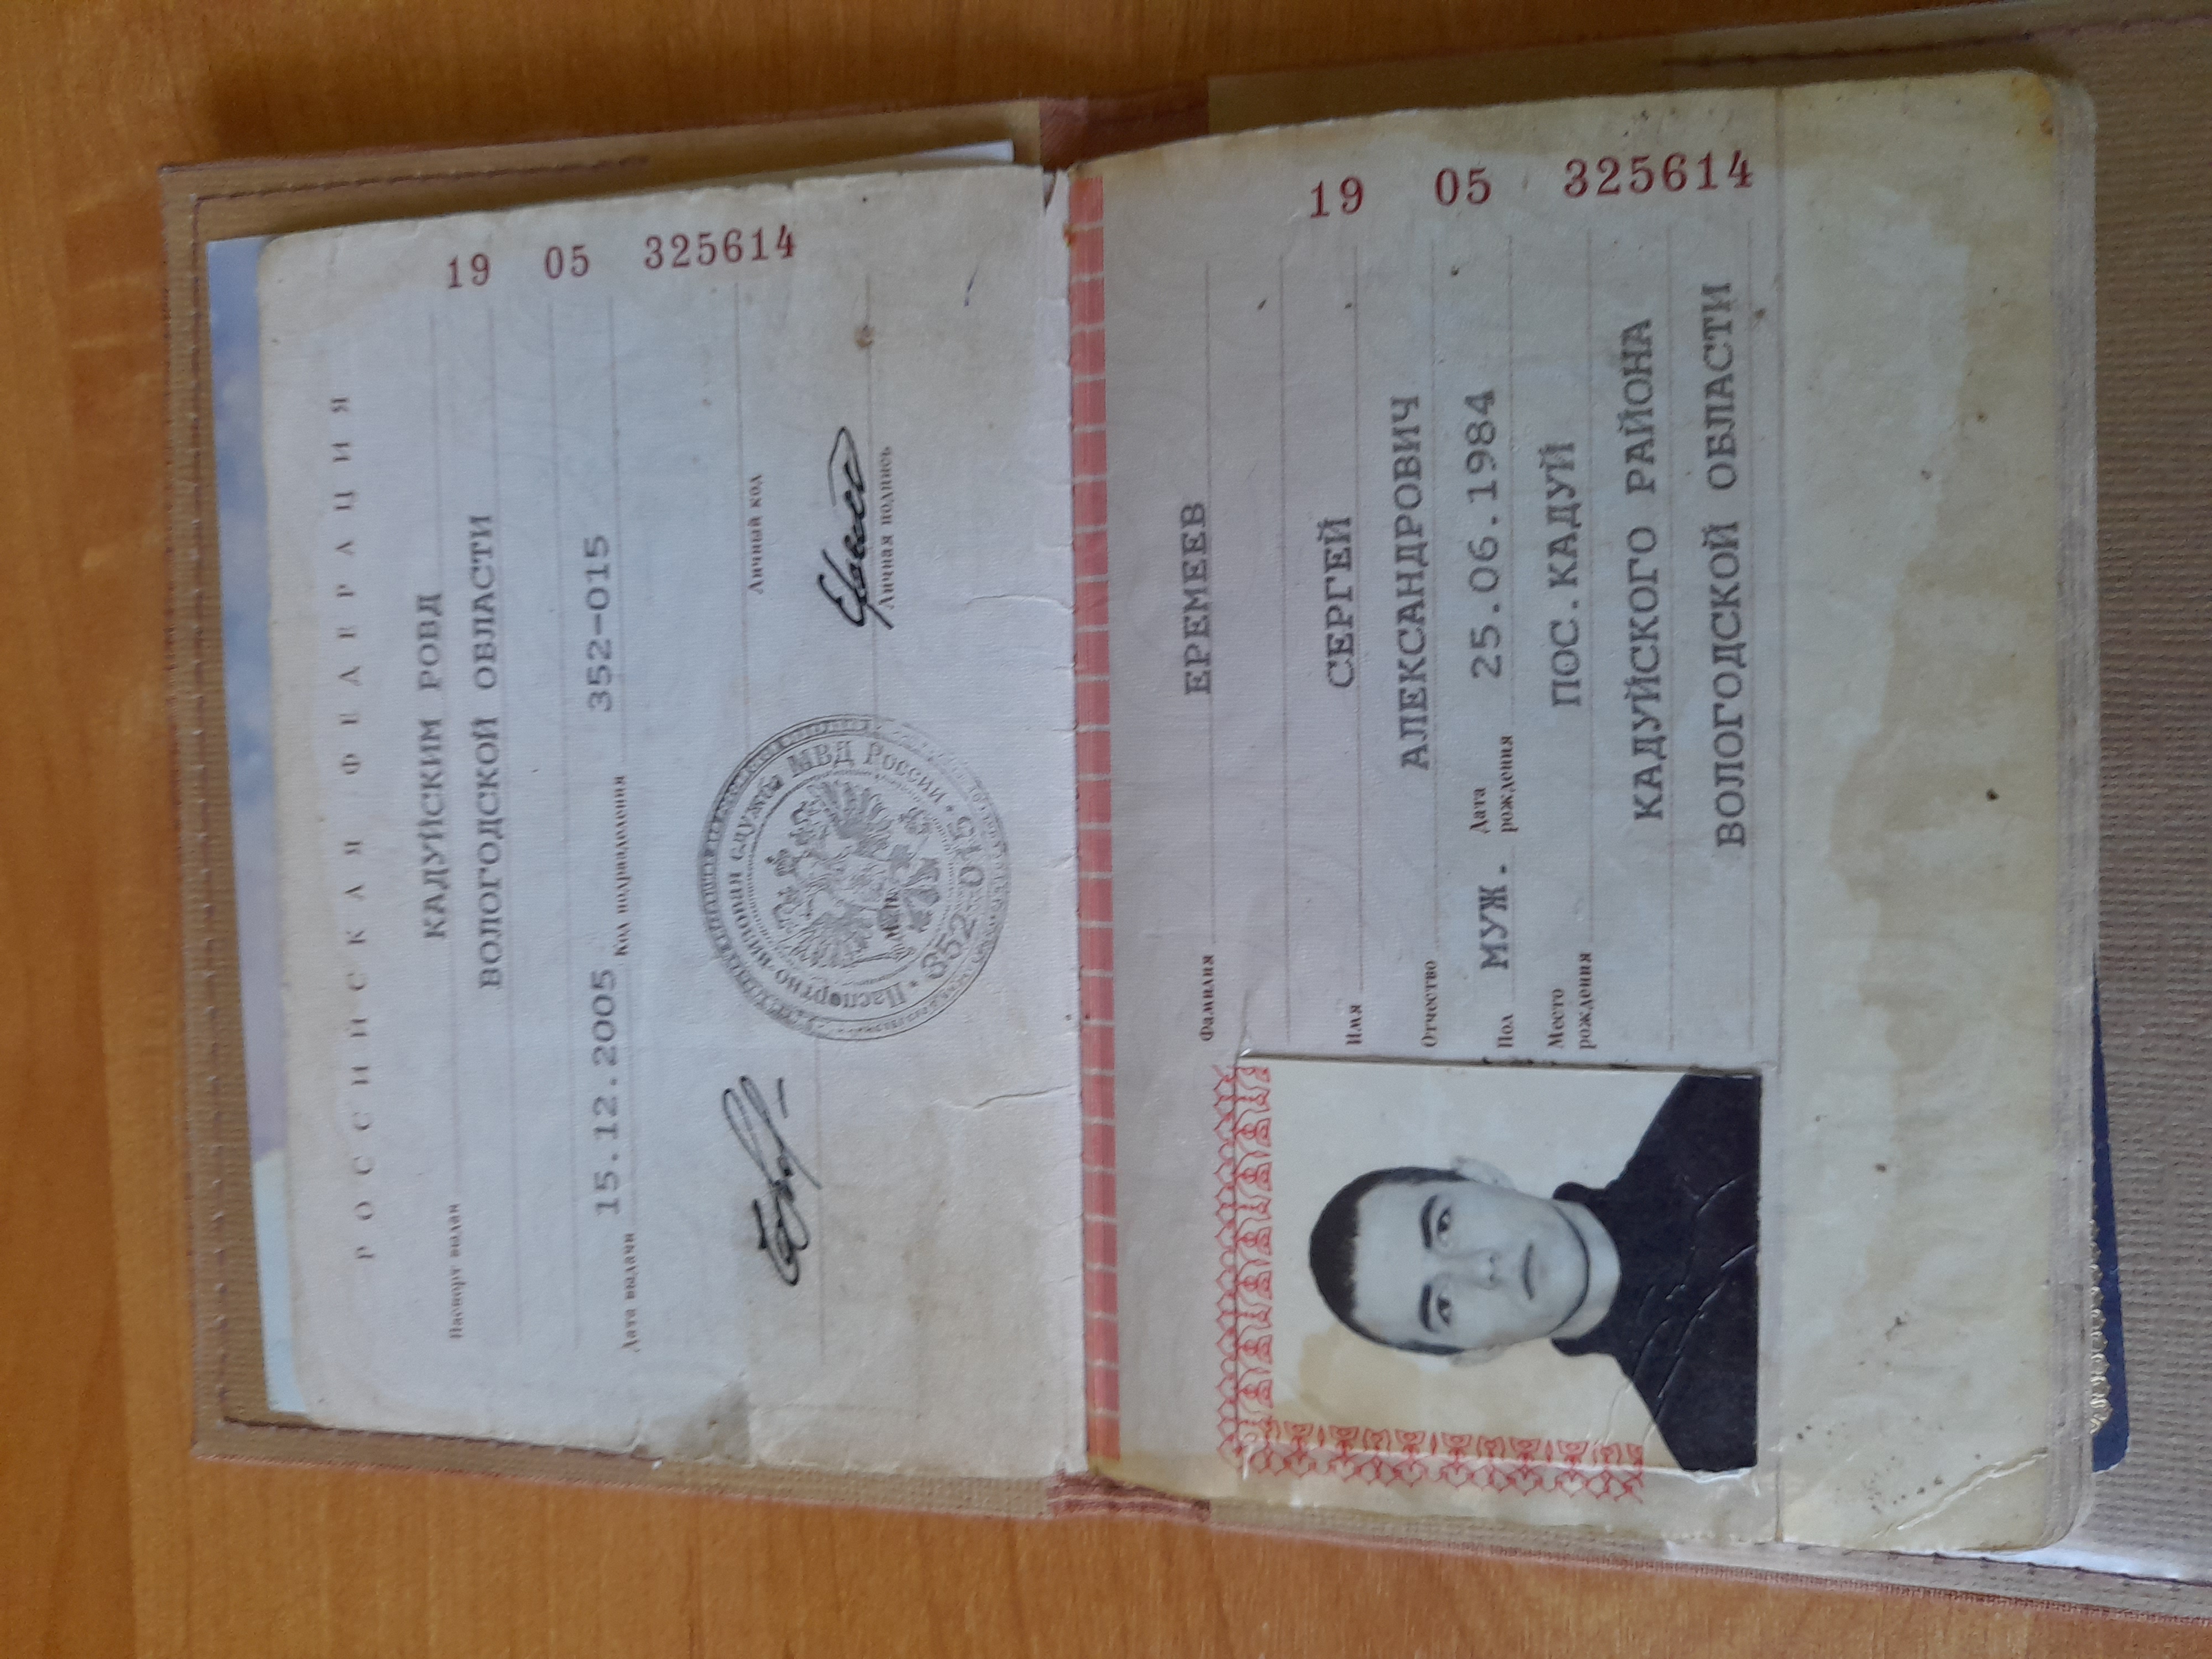 РОССИЙСКАЯ ФЕДЕРАЦИЯ
Паспорт выдан КАДУЙСКИМ РОВД
ВОЛОГОДСКОЙ ОБЛАСТИ
Дата выдачи 15.12.2005 Код подразделения 352-015
Личный код
Личная подпись
Паспортно-визовая служба МВД России
352-015
19 05 325614
Фамилия ЕРЕМЕЕВ
Имя СЕРГЕЙ
Отчество АЛЕКСАНДРОВИЧ
Пол МУЖ. Дата рождения 25.06.1984
Место рождения ПОС.КАДУЙ
КАДУЙСКОГО РАЙОНА
ВОЛОГОДСКОЙ ОБЛАСТИ
19 05 325614